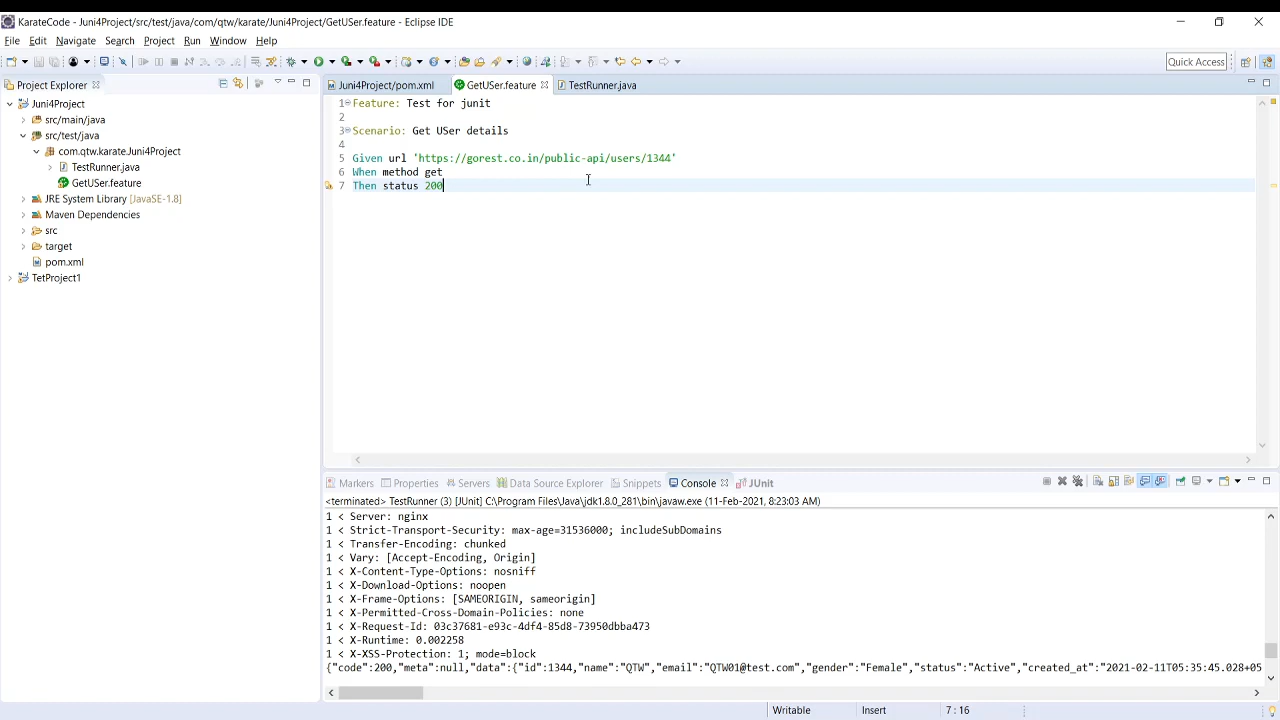 KarateCode - Juni4Project/src/test/java/com/qtw/karate/Juni4Project/GetUSer.feature - Eclipse IDE
File Edit Navigate Search Project Run Window Help
Quick Access
Project Explorer
Juni4Project
src/main/java
src/test/java
com.qtw.karate.Juni4Project
TestRunner.java
GetUSer.feature
JRE System Library [JavaSE-1.8]
Maven Dependencies
src
target
pom.xml
TetProject1
Juni4Project/pom.xml GetUSer.feature TestRunner.java
1 Feature: Test for junit
2
3 Scenario: Get USer details
4
5 Given url 'https://gorest.co.in/public-api/users/1344'
6 When method get
7 Then status 200
Markers Properties Servers Data Source Explorer Snippets Console JUnit
<terminated> TestRunner (3) [JUnit] C:\Program Files\Java\jdk1.8.0_281\bin\javaw.exe (11-Feb-2021, 8:23:03 AM)
1 < Server: nginx
1 < Strict-Transport-Security: max-age=31536000; includeSubDomains
1 < Transfer-Encoding: chunked
1 < Vary: [Accept-Encoding, Origin]
1 < X-Content-Type-Options: nosniff
1 < X-Download-Options: noopen
1 < X-Frame-Options: [SAMEORIGIN, sameorigin]
1 < X-Permitted-Cross-Domain-Policies: none
1 < X-Request-Id: 03c37681-e93c-4df4-85d8-73950dbba473
1 < X-Runtime: 0.002258
1 < X-XSS-Protection: 1; mode=block
{"code":200,"meta":null,"data":{"id":1344,"name":"QTW","email":"QTW01@test.com","gender":"Female","status":"Active","created_at":"2021-02-11T05:35:45.028+05
Writable Insert 7 : 16